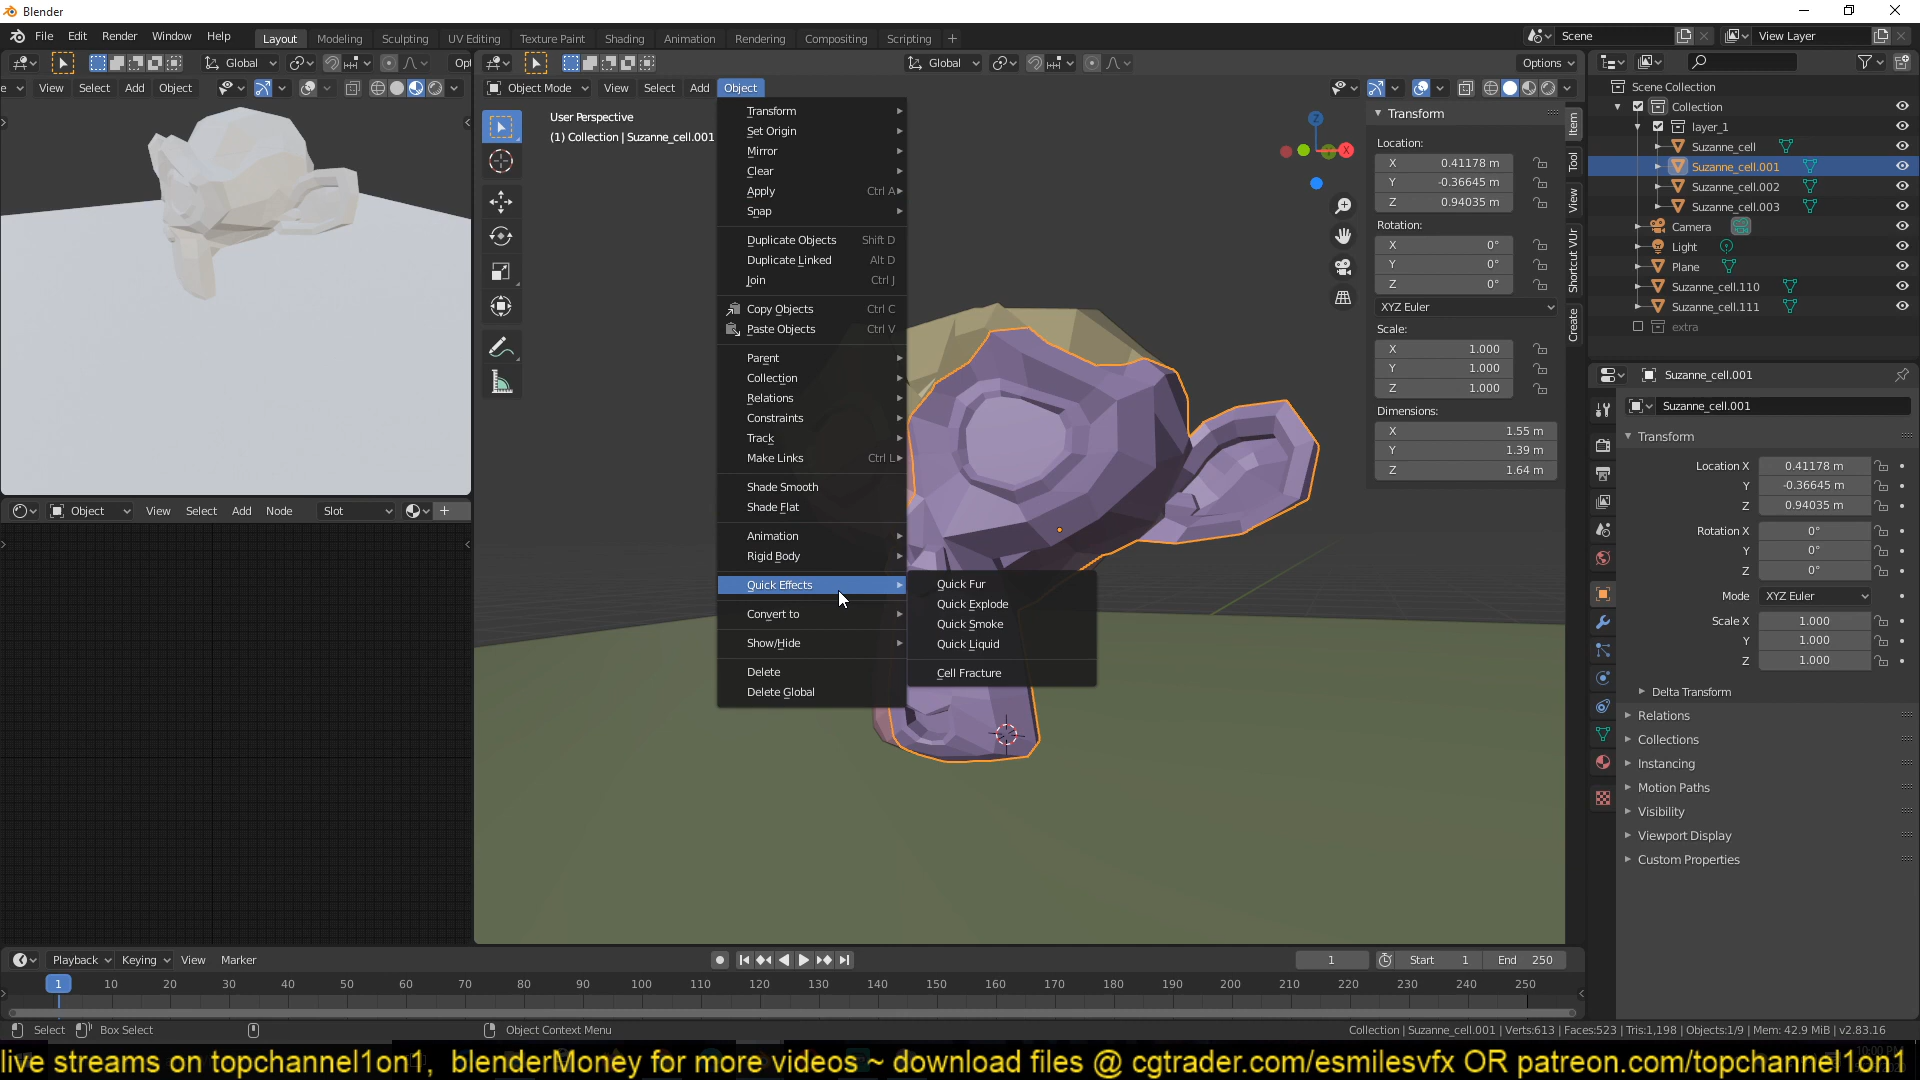 Blender
File Edit Render Window Help Layout Modeling Sculpting UV Editing Texture Paint Shading Animation Rendering Compositing Scripting + Scene View Layer
Global Opt Global Options
e View Select Add Object Object Mode View Select Add Object
User Perspective
(1) Collection | Suzanne_cell.001
Transform
Set Origin
Mirror
Clear
Apply Ctrl A
Snap
Duplicate Objects Shift D
Duplicate Linked Alt D
Join Ctrl J
Copy Objects Ctrl C
Paste Objects Ctrl V
Parent
Collection
Relations
Constraints
Track
Make Links Ctrl L
Shade Smooth
Shade Flat
Animation
Rigid Body
Quick Effects
Convert to
Show/Hide
Delete
Delete Global
Quick Fur
Quick Explode
Quick Smoke
Quick Liquid
Cell Fracture
Z
X
Transform
Location:
X 0.41178 m
Y -0.36645 m
Z 0.94035 m
Rotation:
X 0°
Y 0°
Z 0°
XYZ Euler
Scale:
X 1.000
Y 1.000
Z 1.000
Dimensions:
X 1.55 m
Y 1.39 m
Z 1.64 m
Item
Tool
View
Shortcut VUr
Create
Scene Collection
Collection
layer_1
Suzanne_cell
Suzanne_cell.001
Suzanne_cell.002
Suzanne_cell.003
Camera
Light
Plane
Suzanne_cell.110
Suzanne_cell.111
extra
Suzanne_cell.001
Suzanne_cell.001
Transform
Location X 0.41178 m
Y -0.36645 m
Z 0.94035 m
Rotation X 0°
Y 0°
Z 0°
Mode XYZ Euler
Scale X 1.000
Y 1.000
Z 1.000
Delta Transform
Relations
Collections
Instancing
Motion Paths
Visibility
Viewport Display
Custom Properties
Object View Select Add Node Slot +
Playback Keying View Marker 1 Start 1 End 250
1 10 20 30 40 50 60 70 80 90 100 110 120 130 140 150 160 170 180 190 200 210 220 230 240 250
Select Box Select Object Context Menu Collection | Suzanne_cell.001 | Verts:613 | Faces:523 | Tris:1,198 | Objects:1/9 | Mem: 42.9 MiB | v2.83.16
live streams on topchannel1on1, blenderMoney for more videos ~ download files @ cgtrader.com/esmilesvfx OR patreon.com/topchannel1on1